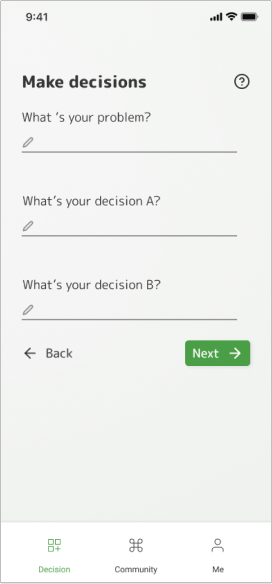 9:41
Make decisions
What ‘s your problem?
What’s your decision A?
What’s your decision B?
Back
Next
Decision
Community
Me